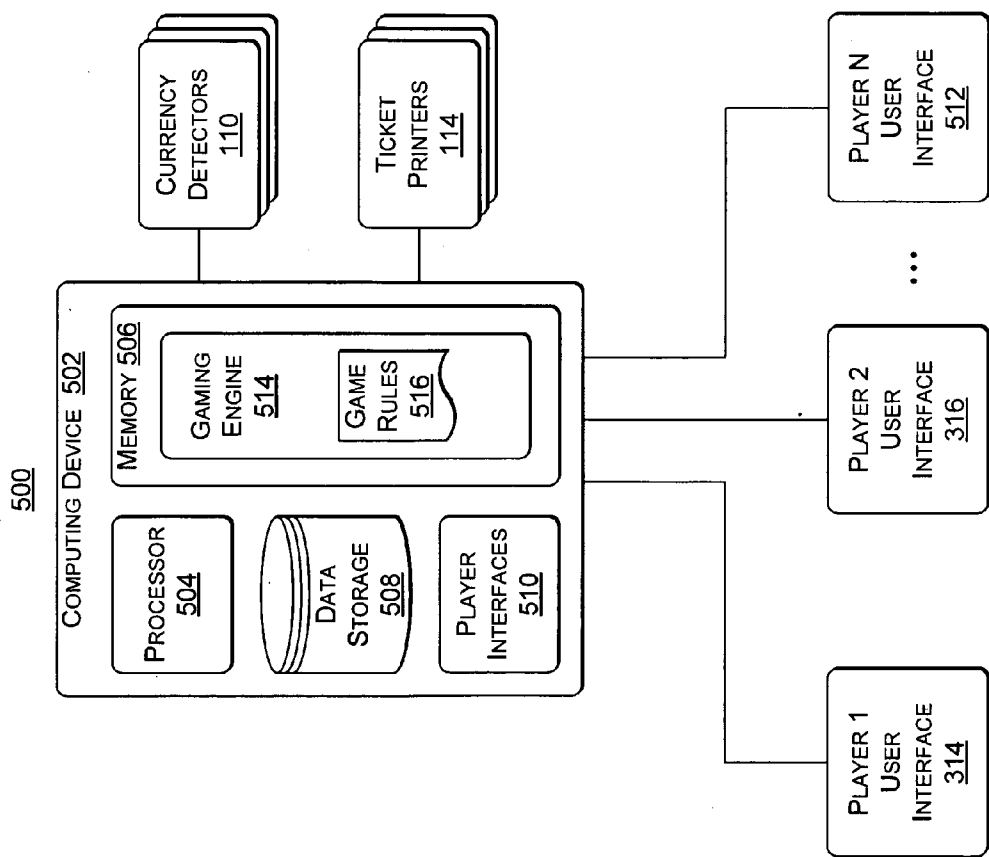 500
COMPUTING DEVICE 502
PROCESSOR
504
DATA
STORAGE
508
PLAYER
INTERFACES
510
MEMORY 506
GAMING
ENGINE
514
GAME
RULES
516
CURRENCY
DETECTORS
110
TICKET
PRINTERS
114
PLAYER 1
USER
INTERFACE
314
PLAYER 2
USER
INTERFACE
316
...
PLAYER N
USER
INTERFACE
512